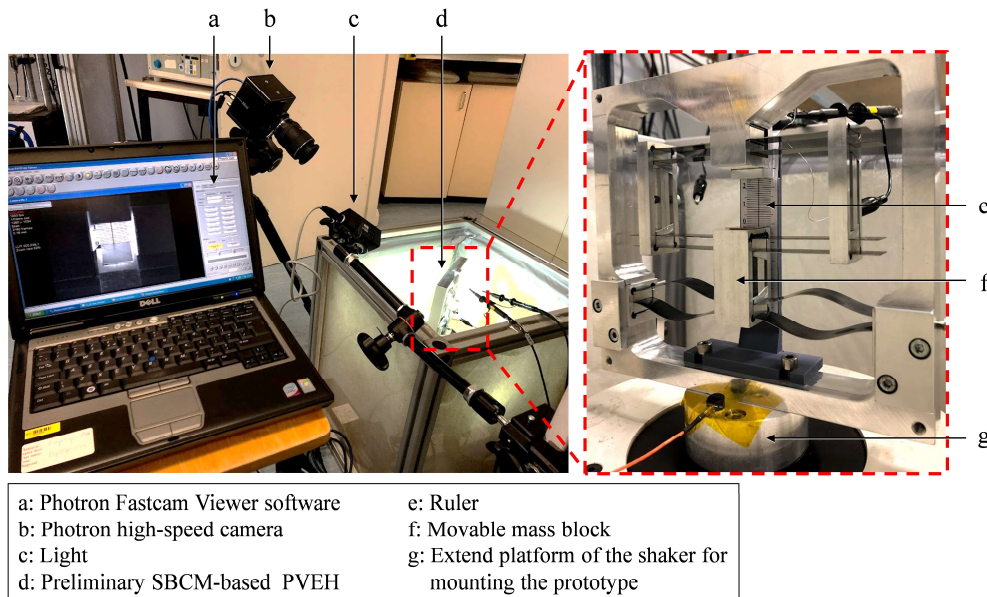 a
b
c
d
DELL
e
f
g
a: Photron Fastcam Viewer software
b: Photron high-speed camera
c: Light
d: Preliminary SBCM-based PVEH
e: Ruler
f: Movable mass block
g: Extend platform of the shaker for
mounting the prototype